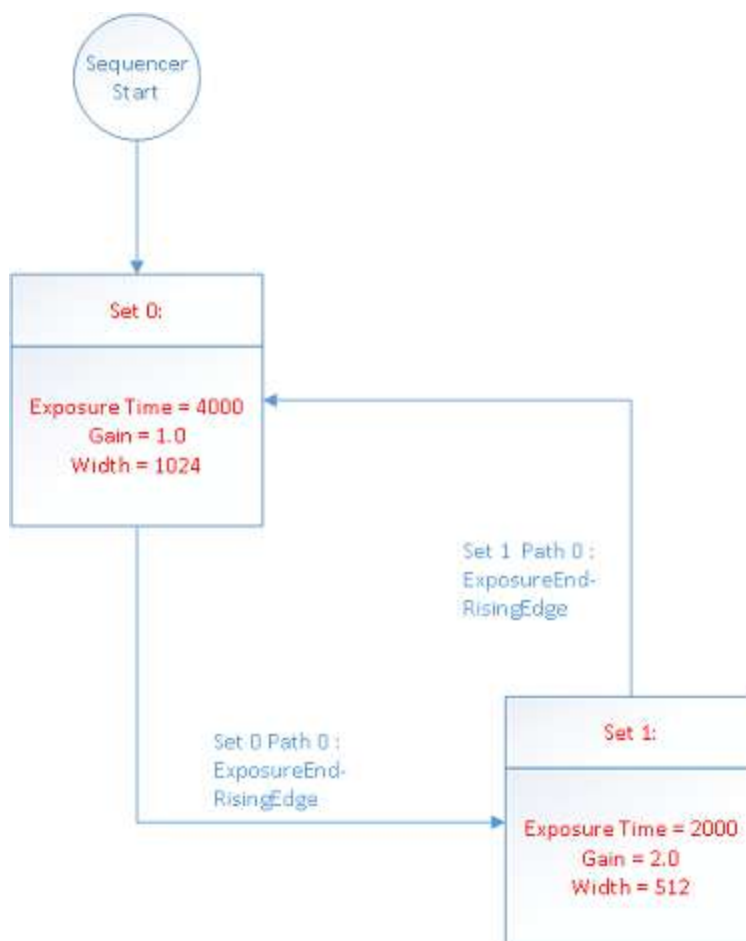 Sequencer
Start
Set 0:
Exposure Time = 4000
Gain = 1.0
Width = 1024
Set 1 Path 0 :
ExposureEnd-
RisingEdge
Set 0 Path 0 :
ExposureEnd-
RisingEdge
Set 1:
Exposure Time = 2000
Gain = 2.0
Width = 512